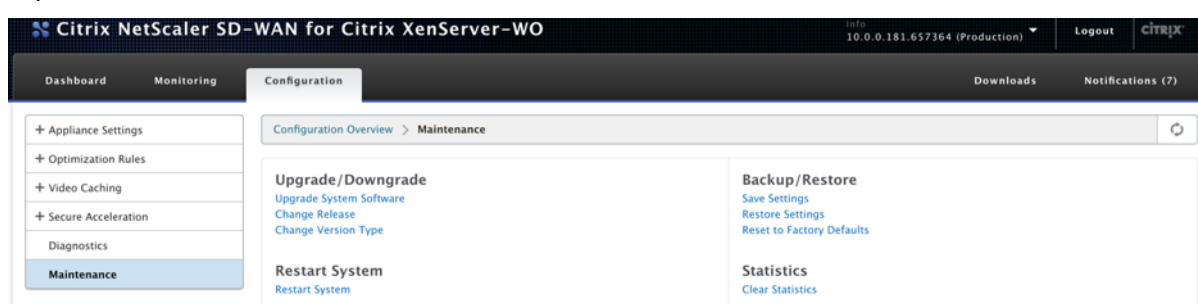 Citrix NetScaler SD-WAN for Citrix XenServer-WO
Info
10.0.0.181.657364 (Production)
Logout
CİTRIX
Dashboard Monitoring Configuration Downloads Notifications (7)
+ Appliance Settings
+ Optimization Rules
+ Video Caching
+ Secure Acceleration
Diagnostics
Maintenance
Configuration Overview > Maintenance
Upgrade/Downgrade
Upgrade System Software
Change Release
Change Version Type
Restart System
Restart System
Backup/Restore
Save Settings
Restore Settings
Reset to Factory Defaults
Statistics
Clear Statistics